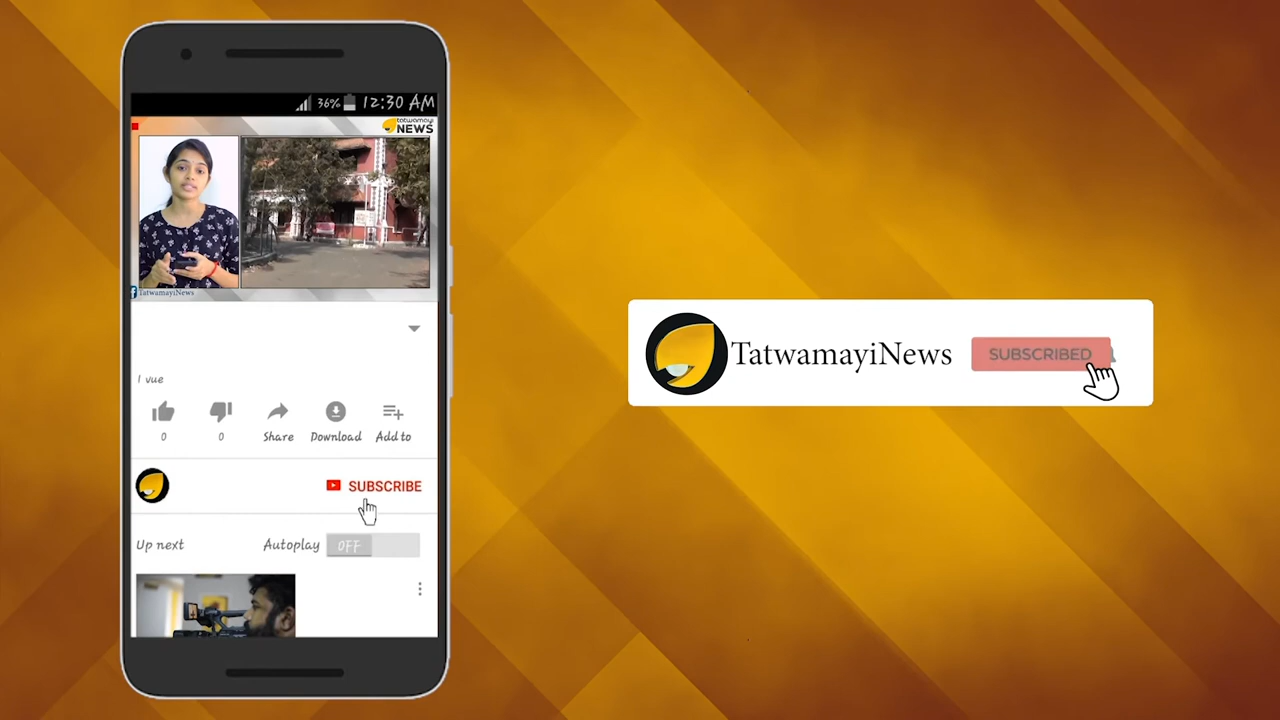 36%
12:30 AM
tatwamayi
NEWS
TatwamayiNews
1 vue
0
0
Share
Download
Add to
SUBSCRIBE
Up next
Autoplay
OFF
TatwamayiNews
SUBSCRIBED